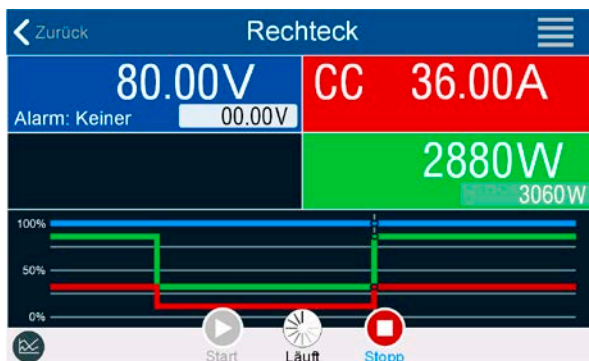 Zurück
Rechteck
80.00V
CC 36.00A
Alarm: Keiner
00.00V
2880W
3060W
100%
50%
0%
Start
Läuft
Stopp